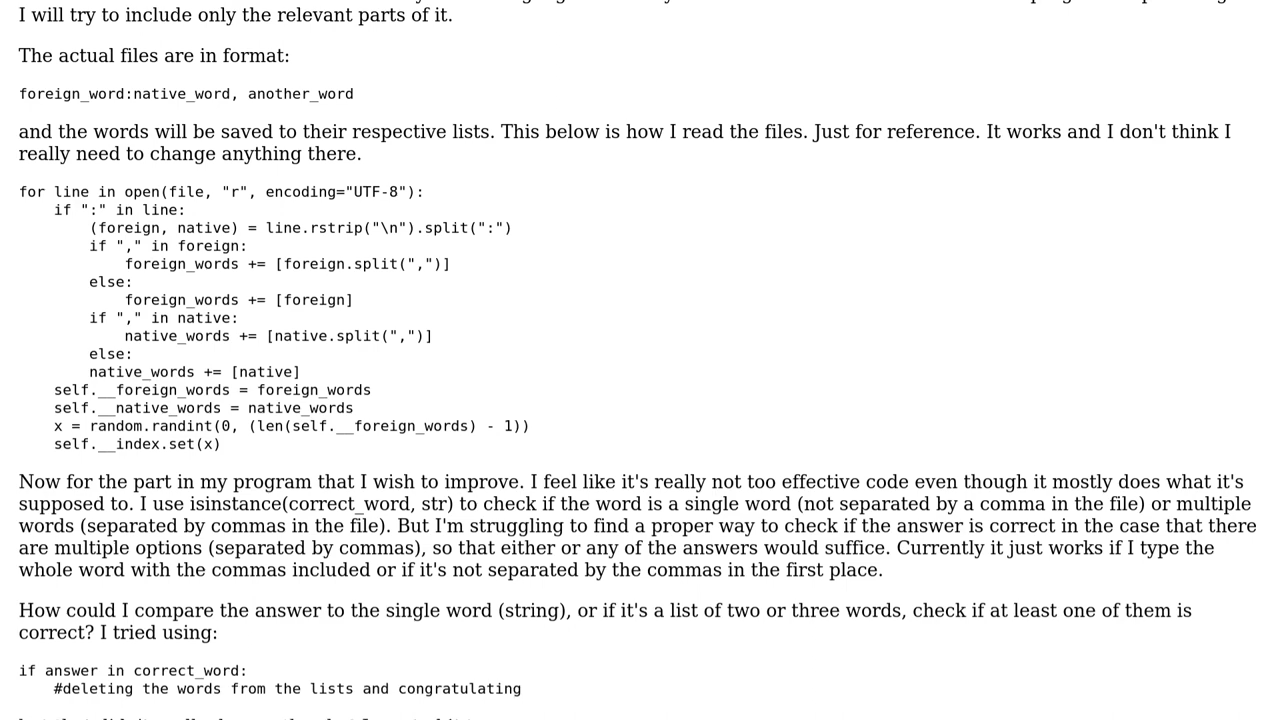 I will try to include only the relevant parts of it.
The actual files are in format:
foreign_word:native_word, another_word
and the words will be saved to their respective lists. This below is how I read the files. Just for reference. It works and I don't think I
really need to change anything there.
for line in open(file, "r", encoding="UTF-8"):
    if ":" in line:
        (foreign, native) = line.rstrip("\n").split(":")
        if "," in foreign:
            foreign_words += [foreign.split(",")]
        else:
            foreign_words += [foreign]
        if "," in native:
            native_words += [native.split(",")]
        else:
        native_words += [native]
    self.__foreign_words = foreign_words
    self.__native_words = native_words
    x = random.randint(0, (len(self.__foreign_words) - 1))
    self.__index.set(x)
Now for the part in my program that I wish to improve. I feel like it's really not too effective code even though it mostly does what it's
supposed to. I use isinstance(correct_word, str) to check if the word is a single word (not separated by a comma in the file) or multiple
words (separated by commas in the file). But I'm struggling to find a proper way to check if the answer is correct in the case that there
are multiple options (separated by commas), so that either or any of the answers would suffice. Currently it just works if I type the
whole word with the commas included or if it's not separated by the commas in the first place.
How could I compare the answer to the single word (string), or if it's a list of two or three words, check if at least one of them is
correct? I tried using:
if answer in correct_word:
    #deleting the words from the lists and congratulating